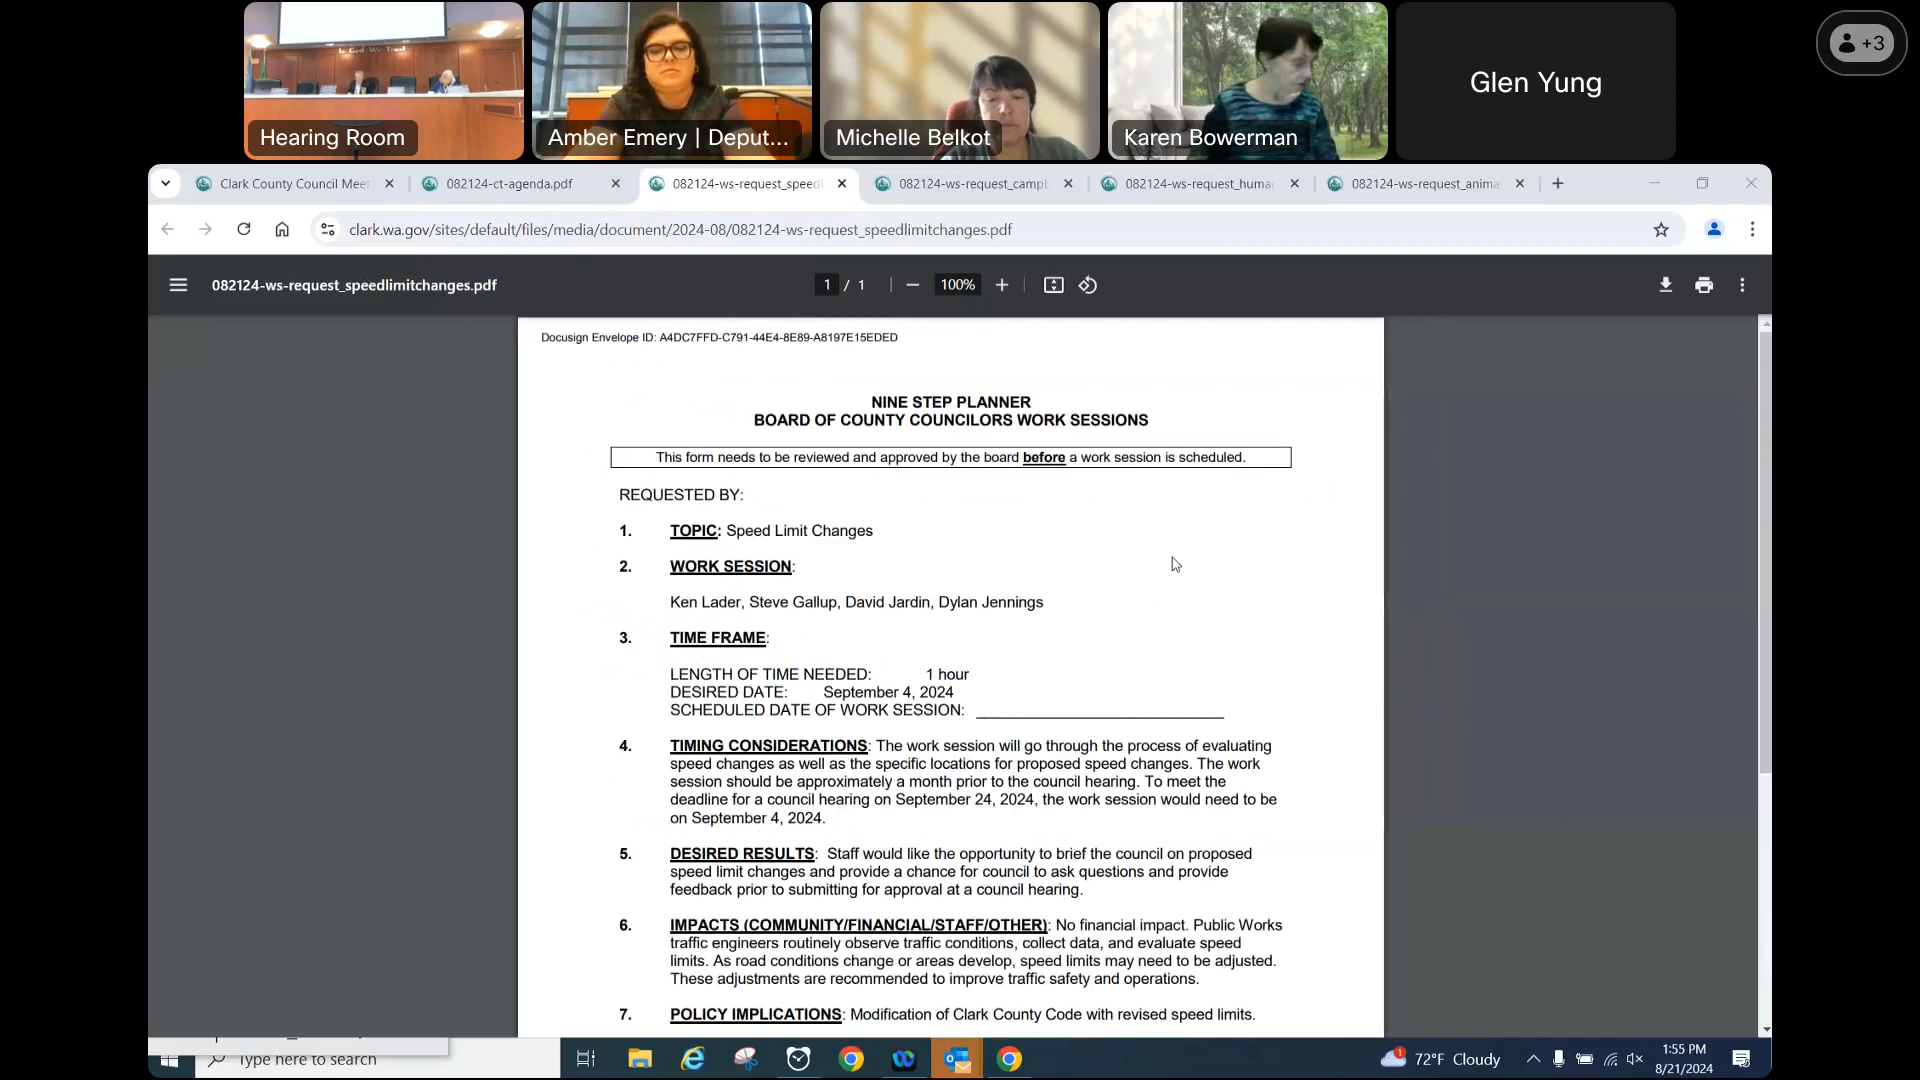 In God We Trust
Hearing Room
Amber Emery | Deput...
Michelle Belkot
Karen Bowerman
Glen Yung
+3
Clark County Council Meet
082124-ct-agenda.pdf
082124-ws-request_speedl
082124-ws-request_campl
082124-ws-request_huma
082124-ws-request_anima
clark.wa.gov/sites/default/files/media/document/2024-08/082124-ws-request_speedlimitchanges.pdf
082124-ws-request_speedlimitchanges.pdf
1 / 1
100%
Docusign Envelope ID: A4DC7FFD-C791-44E4-8E89-A8197E15EDED
NINE STEP PLANNER
BOARD OF COUNTY COUNCILORS WORK SESSIONS
This form needs to be reviewed and approved by the board before a work session is scheduled.
REQUESTED BY:
1. TOPIC: Speed Limit Changes
2. WORK SESSION:
Ken Lader, Steve Gallup, David Jardin, Dylan Jennings
3. TIME FRAME:
LENGTH OF TIME NEEDED: 1 hour
DESIRED DATE: September 4, 2024
SCHEDULED DATE OF WORK SESSION:
4. TIMING CONSIDERATIONS: The work session will go through the process of evaluating
speed changes as well as the specific locations for proposed speed changes. The work
session should be approximately a month prior to the council hearing. To meet the
deadline for a council hearing on September 24, 2024, the work session would need to be
on September 4, 2024.
5. DESIRED RESULTS: Staff would like the opportunity to brief the council on proposed
speed limit changes and provide a chance for council to ask questions and provide
feedback prior to submitting for approval at a council hearing.
6. IMPACTS (COMMUNITY/FINANCIAL/STAFF/OTHER): No financial impact. Public Works
traffic engineers routinely observe traffic conditions, collect data, and evaluate speed
limits. As road conditions change or areas develop, speed limits may need to be adjusted.
These adjustments are recommended to improve traffic safety and operations.
7. POLICY IMPLICATIONS: Modification of Clark County Code with revised speed limits.
Type here to search
1
72°F Cloudy
1:55 PM
8/21/2024